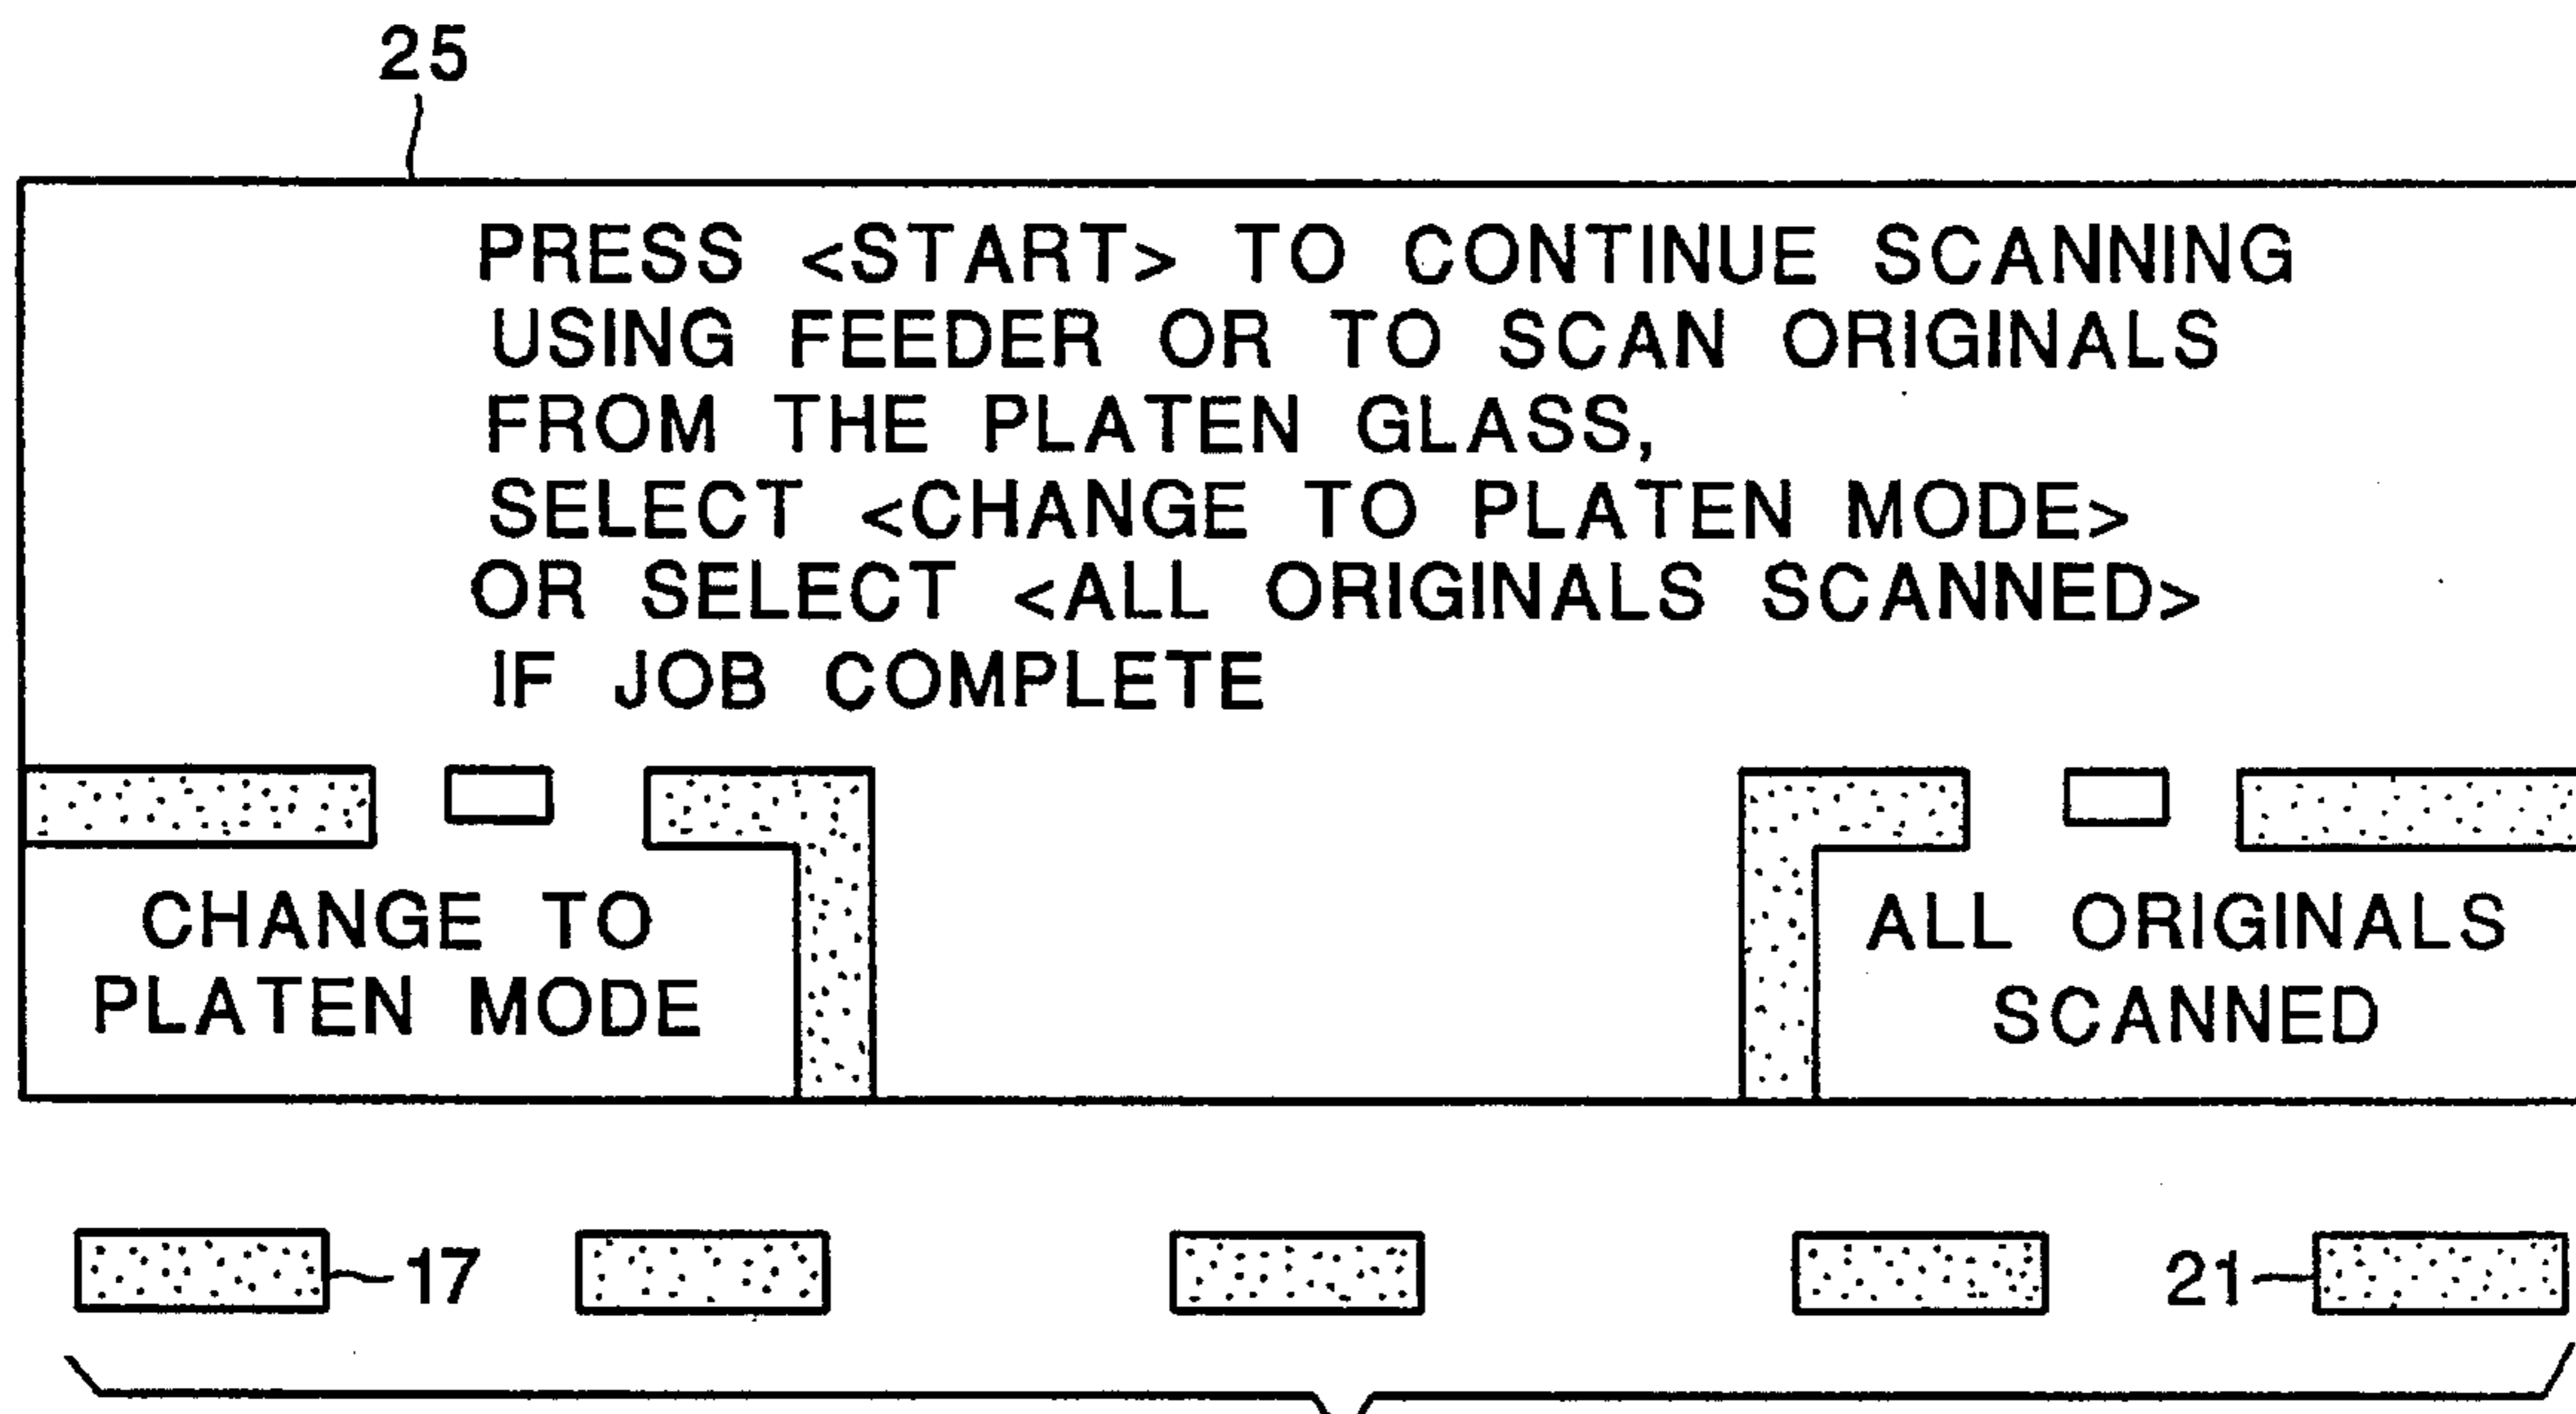 25
PRESS <START> TO CONTINUE SCANNING
USING FEEDER OR TO SCAN ORIGINALS
FROM THE PLATEN GLASS,
SELECT <CHANGE TO PLATEN MODE>
OR SELECT <ALL ORIGINALS SCANNED>
IF JOB COMPLETE
CHANGE TO
PLATEN MODE
ALL ORIGINALS
SCANNED
17
21